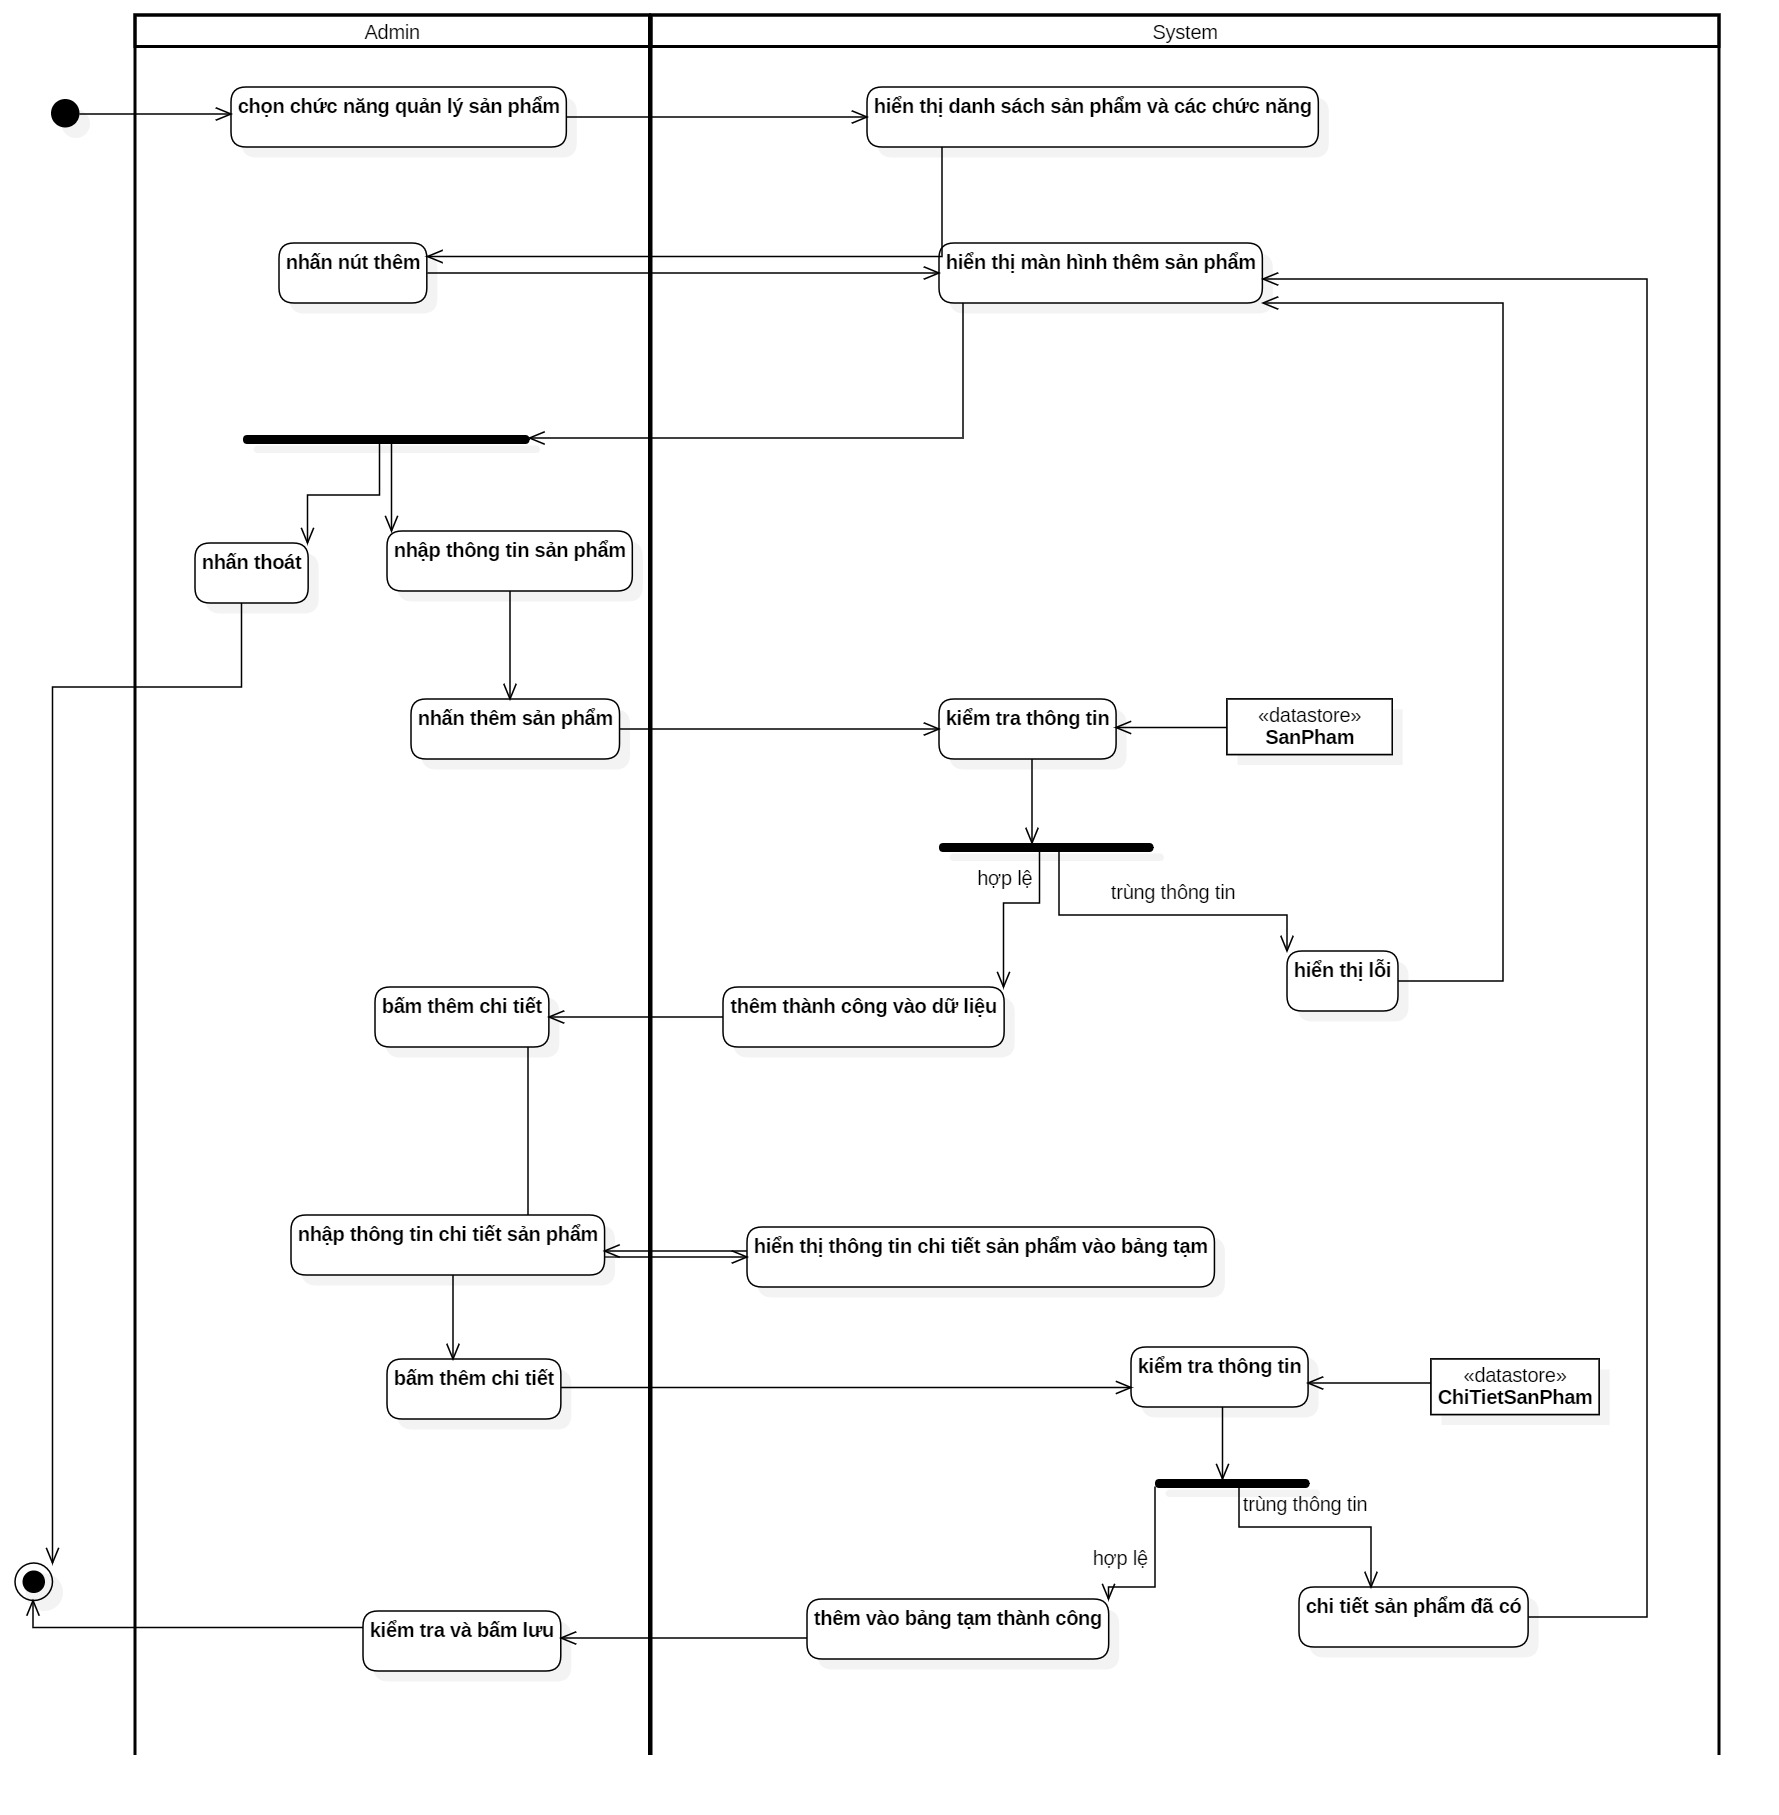 Admin
System
chọn chức năng quản lý sản phẩm
hiển thị danh sách sản phẩm và các chức năng
nhấn nút thêm
hiển thị màn hình thêm sản phẩm
nhấn thoát
nhập thông tin sản phẩm
nhấn thêm sản phẩm
kiểm tra thông tin
«datastore»
SanPham
hợp lệ
trùng thông tin
hiển thị lỗi
bấm thêm chi tiết
thêm thành công vào dữ liệu
nhập thông tin chi tiết sản phẩm
hiển thị thông tin chi tiết sản phẩm vào bảng tạm
bấm thêm chi tiết
kiểm tra thông tin
«datastore»
ChiTietSanPham
trùng thông tin
hợp lệ
chi tiết sản phẩm đã có
thêm vào bảng tạm thành công
kiểm tra và bấm lưu